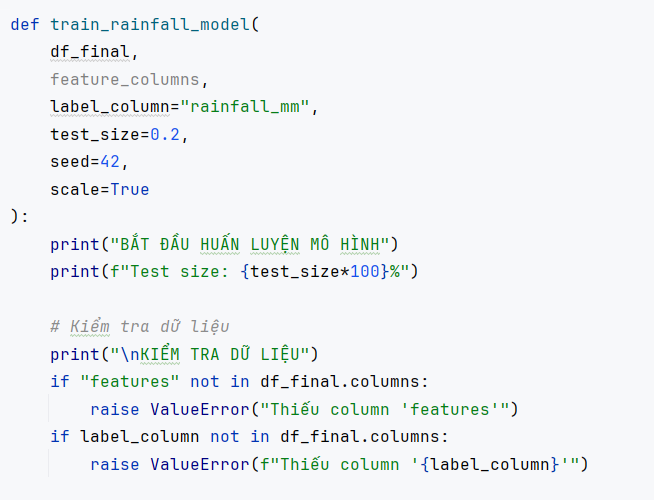 def train_rainfall_model(
    df_final,
    feature_columns,
    label_column="rainfall_mm",
    test_size=0.2,
    seed=42,
    scale=True
):
    print("BẮT ĐẦU HUẤN LUYỆN MÔ HÌNH")
    print(f"Test size: {test_size*100}%")
    # Kiểm tra dữ liệu
    print("\nKIỂM TRA DỮ LIỆU")
    if "features" not in df_final.columns:
        raise ValueError("Thiếu column 'features'")
    if label_column not in df_final.columns:
        raise ValueError(f"Thiếu column '{label_column}'")